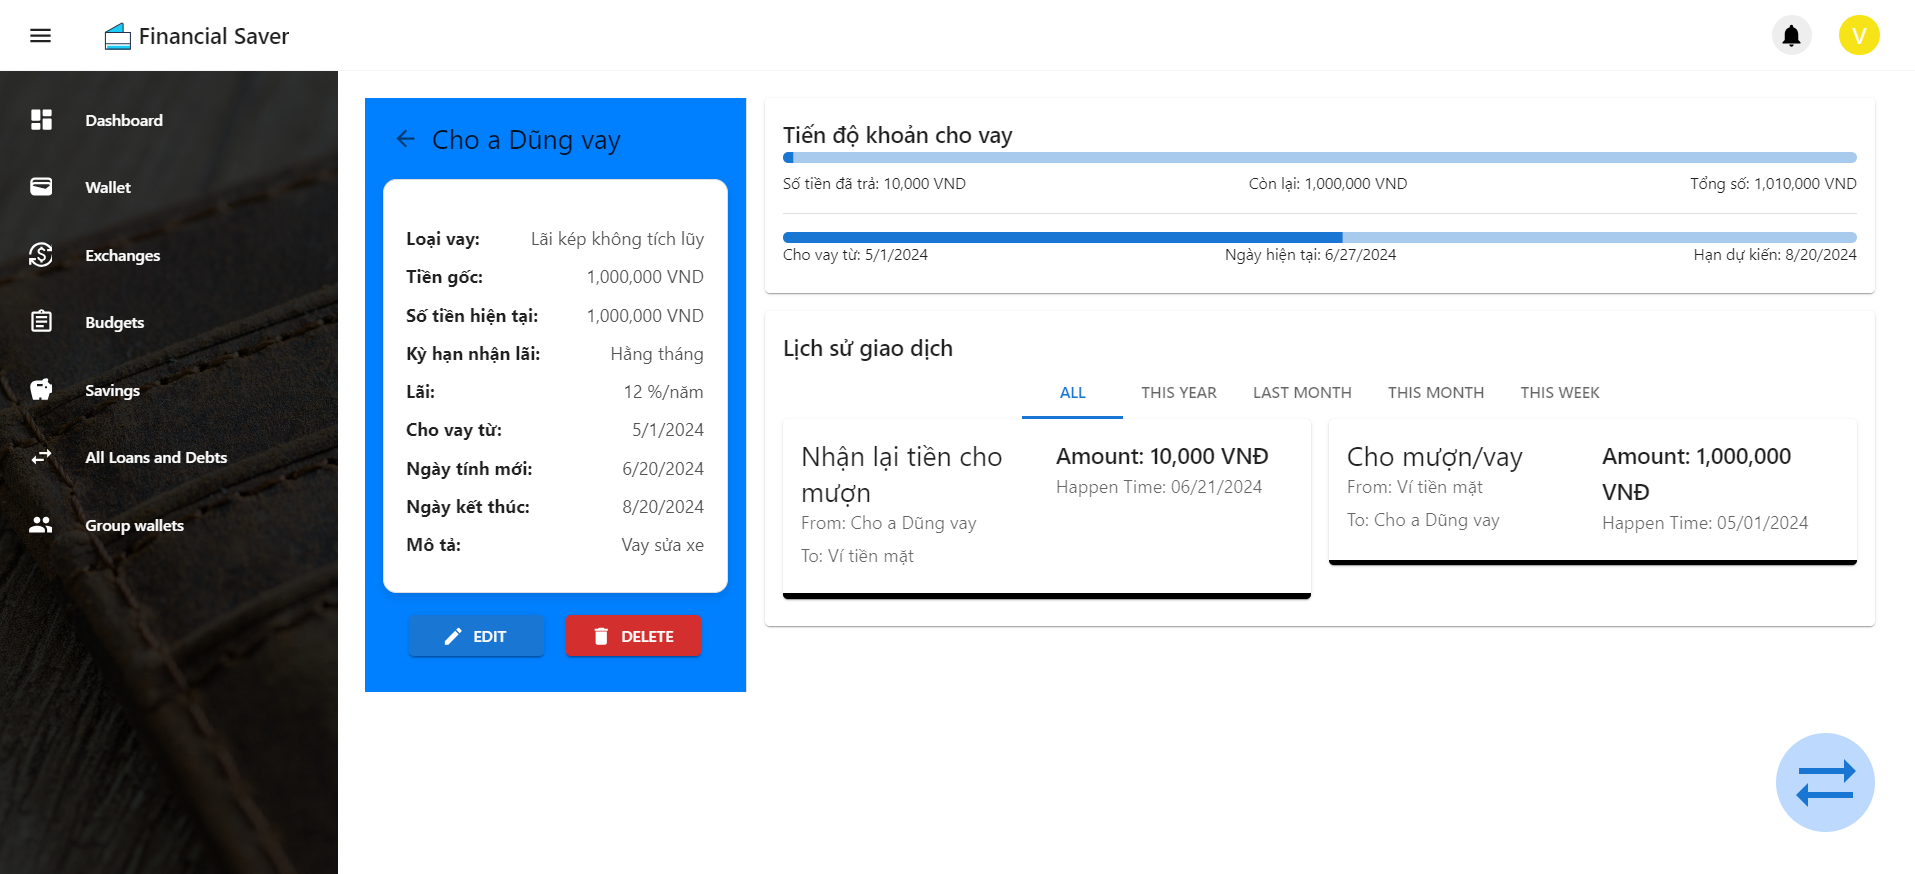 Financial Saver
V
Dashboard
Wallet
Exchanges
Budgets
Savings
All Loans and Debts
Group wallets
Cho a Dũng vay
Loại vay: Lãi kép không tích lũy
Tiền gốc: 1,000,000 VND
Số tiền hiện tại: 1,000,000 VND
Kỳ hạn nhận lãi: Hằng tháng
Lãi: 12 %/năm
Cho vay từ: 5/1/2024
Ngày tính mới: 6/20/2024
Ngày kết thúc: 8/20/2024
Mô tả: Vay sửa xe
EDIT DELETE
Tiến độ khoản cho vay
Số tiền đã trả: 10,000 VND Còn lại: 1,000,000 VND Tổng số: 1,010,000 VND
Cho vay từ: 5/1/2024 Ngày hiện tại: 6/27/2024 Hạn dự kiến: 8/20/2024
Lịch sử giao dịch
ALL THIS YEAR LAST MONTH THIS MONTH THIS WEEK
Nhận lại tiền cho
mượn
From: Cho a Dũng vay
To: Ví tiền mặt
Amount: 10,000 VNĐ
Happen Time: 06/21/2024
Cho mượn/vay
From: Ví tiền mặt
To: Cho a Dũng vay
Amount: 1,000,000
VNĐ
Happen Time: 05/01/2024